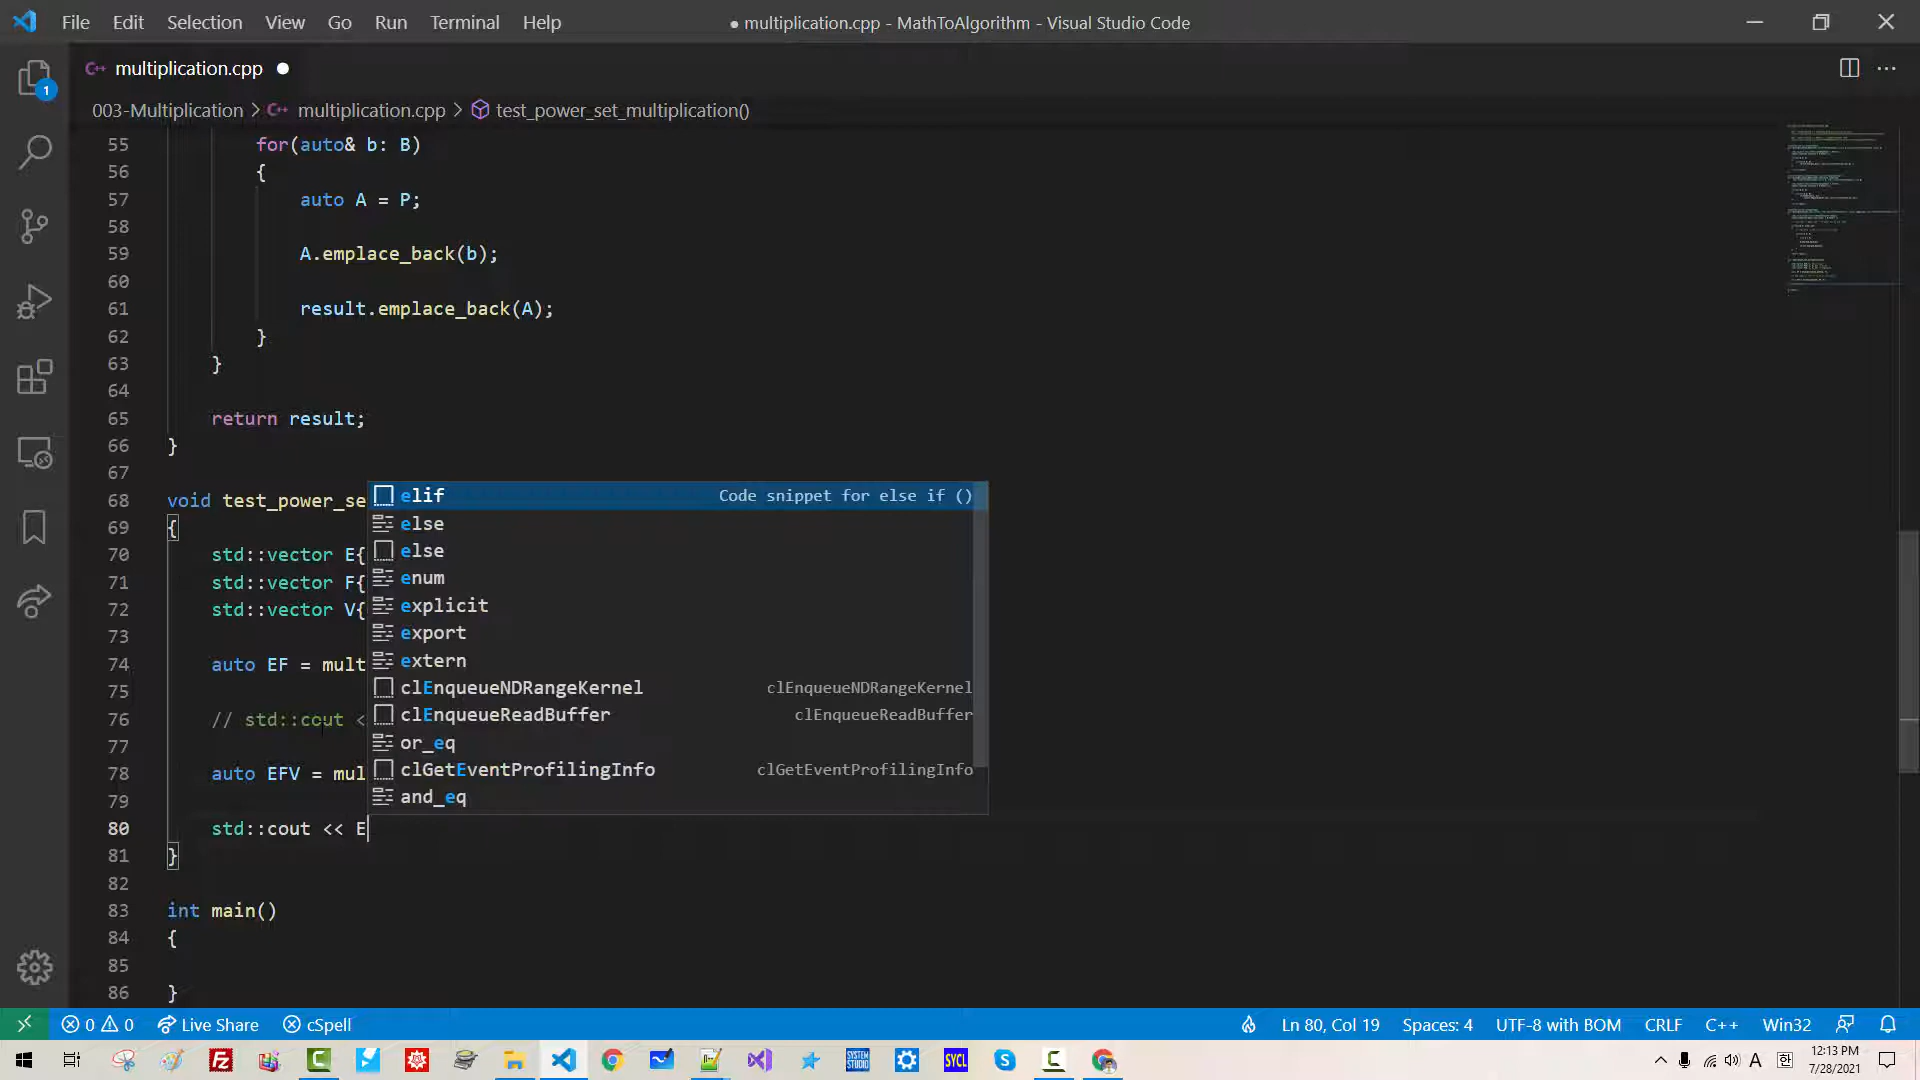 File Edit Selection View Go Run Terminal Help
● multiplication.cpp - MathToAlgorithm - Visual Studio Code
C++ multiplication.cpp ●
003-Multiplication > C++ multiplication.cpp > test_power_set_multiplication()
1
55 for(auto& b: B)
56 {
57 auto A = P;
58
59 A.emplace_back(b);
60
61 result.emplace_back(A);
62 }
63 }
64
65 return result;
66 }
67
68 void test_power_se
69 {
70 std::vector E{
71 std::vector F{
72 std::vector V{
73
74 auto EF = mult
75
76 // std::cout <
77
78 auto EFV = mul
79
80 std::cout << E
81 }
82
83 int main()
84 {
85
86 }
elif Code snippet for else if ()
else
else
enum
explicit
export
extern
clEnqueueNDRangeKernel clEnqueueNDRangeKernel
clEnqueueReadBuffer clEnqueueReadBuffer
or_eq
clGetEventProfilingInfo clGetEventProfilingInfo
and_eq
0 0 Live Share cSpell
Ln 80, Col 19 Spaces: 4 UTF-8 with BOM CRLF C++ Win32
SYSTEM STUDIO SYCL
A 한 12:13 PM
7/28/2021